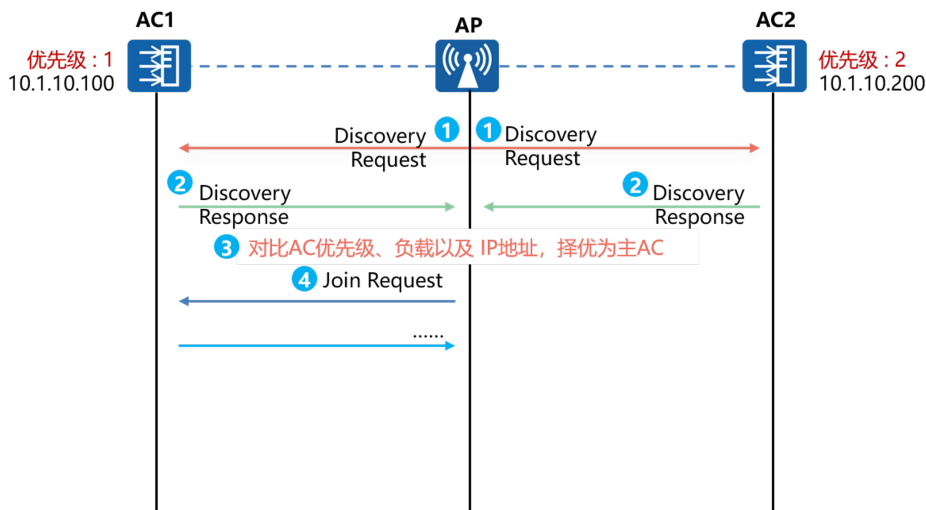 AC1
AP
AC2
优先级 : 1
10.1.10.100
优先级 : 2
10.1.10.200
Discovery
Request
1
1
Discovery
Request
2
Discovery
Response
2
Discovery
Response
3 对比AC优先级、负载以及 IP地址，择优为主AC
4 Join Request
......